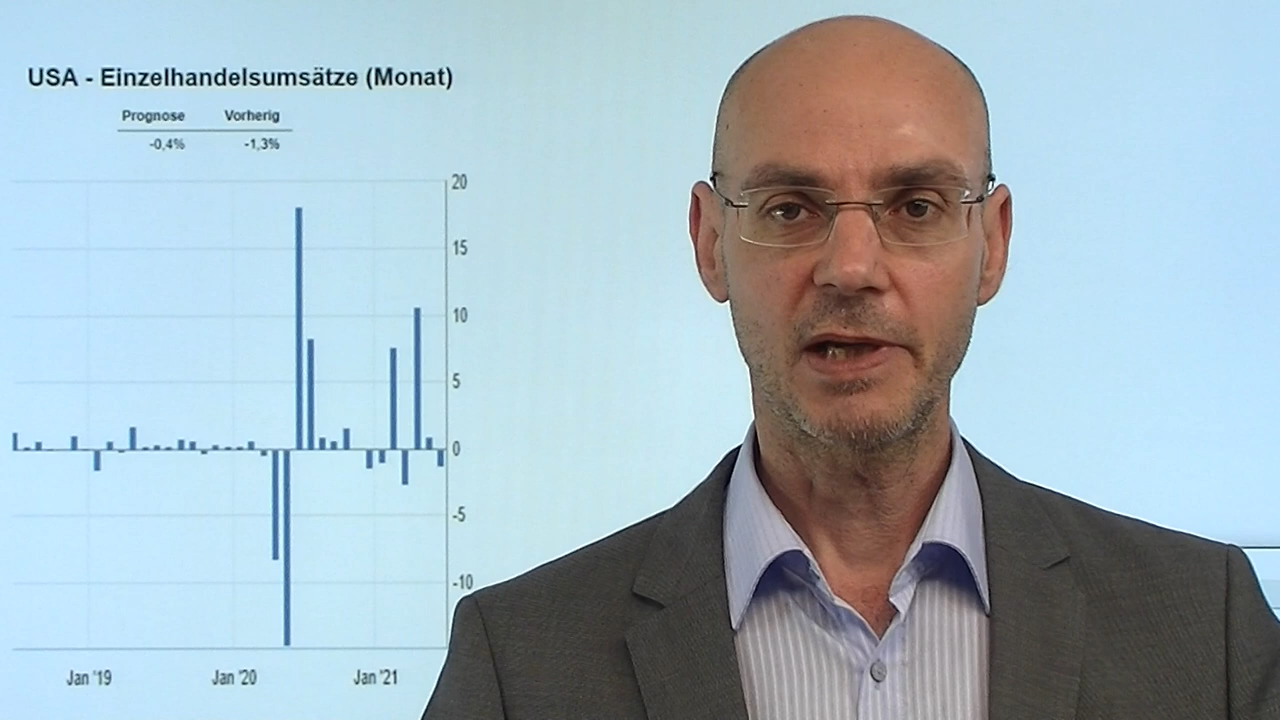 USA - Einzelhandelsumsätze (Monat)
Prognose Vorherig
-0,4% -1,3%
20
15
10
5
0
-5
-10
Jan '19 Jan '20 Jan '21